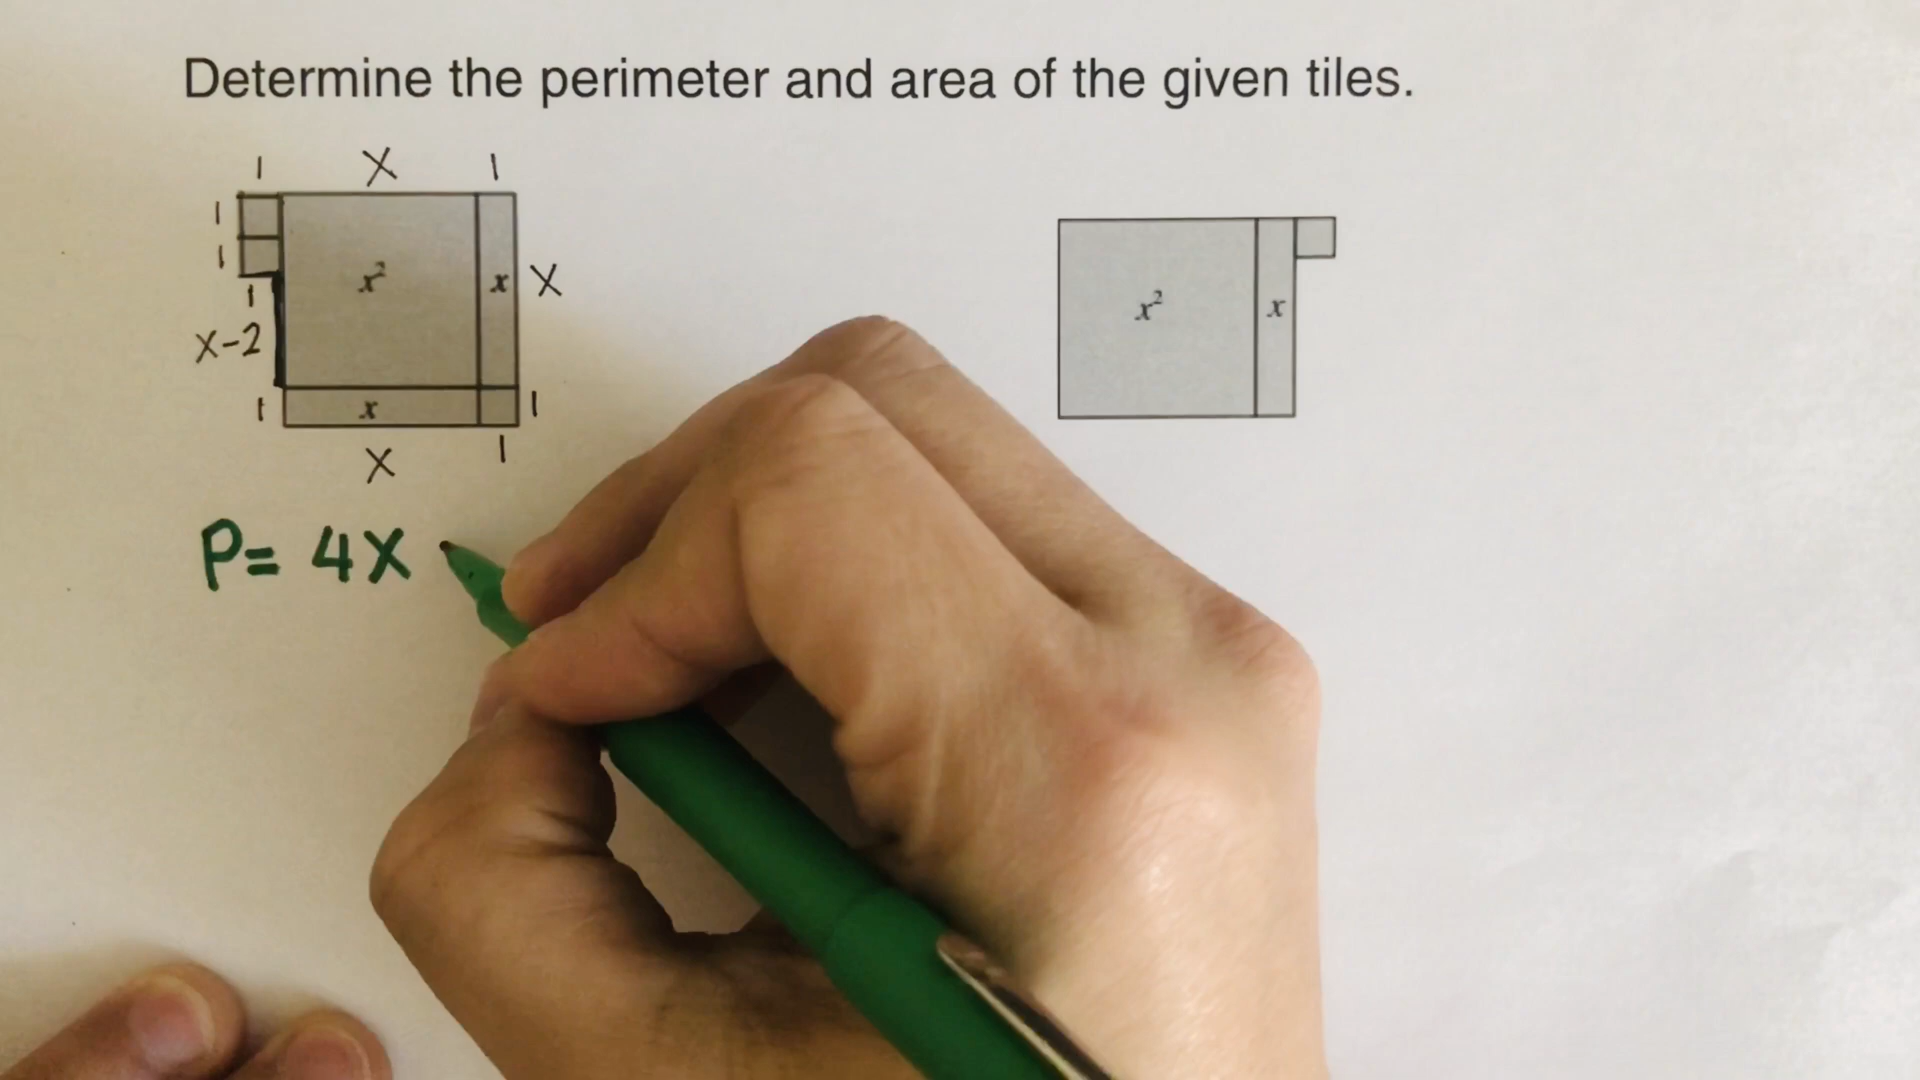 Determine the perimeter and area of the given tiles.
1 X 1
1
1
x² x X
1
X-2
1 x 1
X 1
x² x
P= 4X